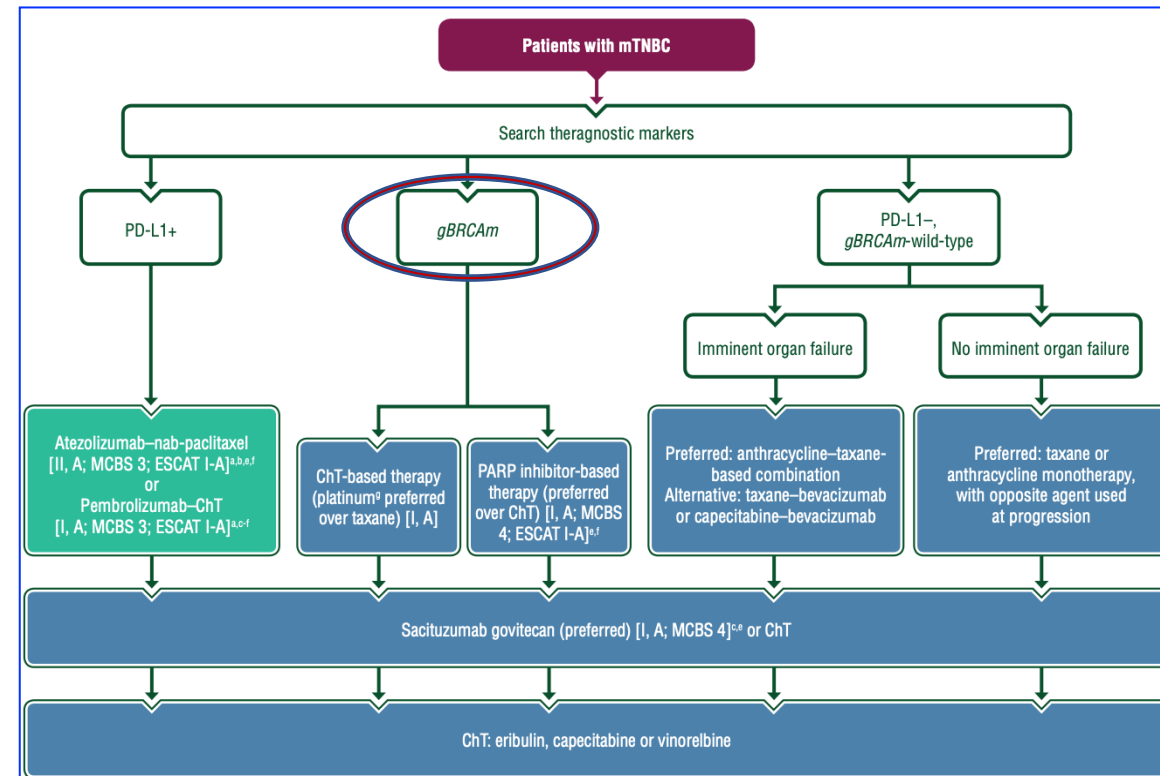 Patients with mTNBC
Search theragnostic markers
PD-L1+
gBRCAm
PD-L1–,
gBRCAm-wild-type
Imminent organ failure
No imminent organ failure
Atezolizumab–nab-paclitaxel
[II, A; MCBS 3; ESCAT I-A]a,b,e,f
or
Pembrolizumab–ChT
[I, A; MCBS 3; ESCAT I-A]a,c-f
ChT-based therapy
(platinumg preferred
over taxane) [I, A]
PARP inhibitor-based
therapy (preferred
over ChT) [I, A; MCBS
4; ESCAT I-A]e,f
Preferred: anthracycline–taxane-
based combination
Alternative: taxane–bevacizumab
or capecitabine–bevacizumab
Preferred: taxane or
anthracycline monotherapy,
with opposite agent used
at progression
Sacituzumab govitecan (preferred) [I, A; MCBS 4]c,e or ChT
ChT: eribulin, capecitabine or vinorelbine